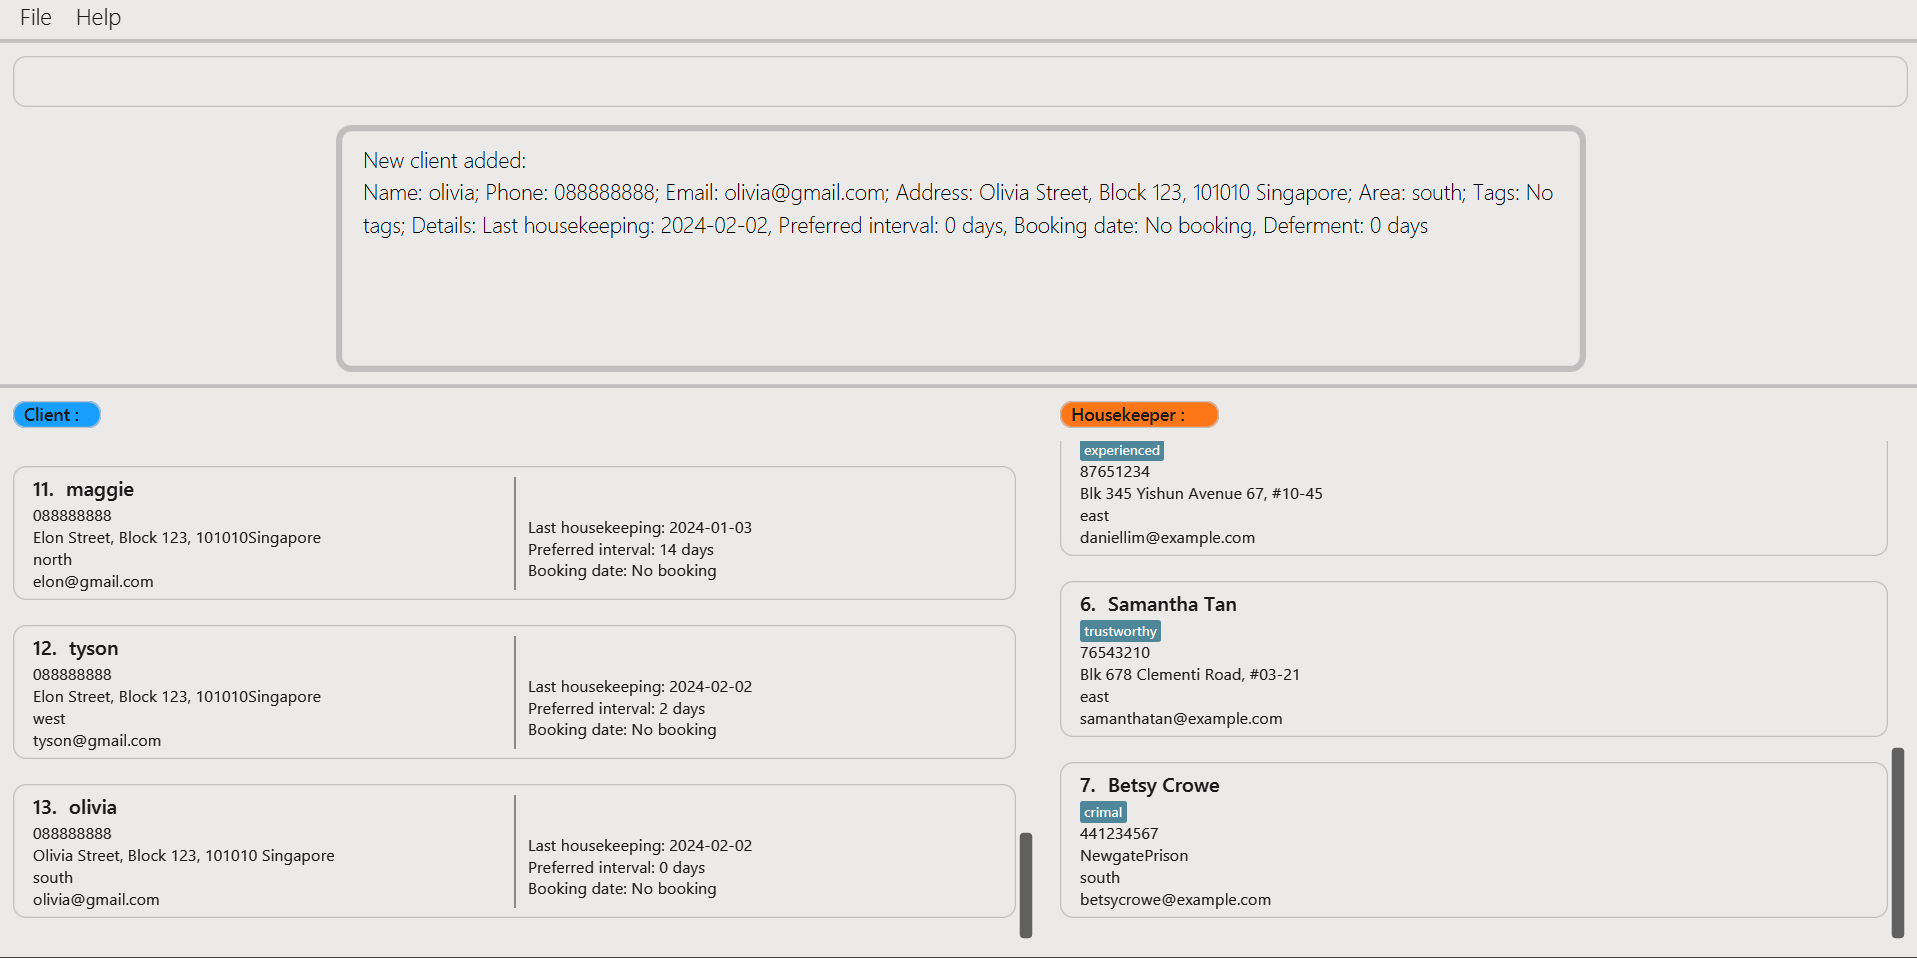 File Help
New client added:
Name: olivia; Phone: 088888888; Email: olivia@gmail.com; Address: Olivia Street, Block 123, 101010 Singapore; Area: south; Tags: No
tags; Details: Last housekeeping: 2024-02-02, Preferred interval: 0 days, Booking date: No booking, Deferment: 0 days
Client :
11. maggie
088888888
Elon Street, Block 123, 101010Singapore
north
elon@gmail.com
Last housekeeping: 2024-01-03
Preferred interval: 14 days
Booking date: No booking
12. tyson
088888888
Elon Street, Block 123, 101010Singapore
west
tyson@gmail.com
Last housekeeping: 2024-02-02
Preferred interval: 2 days
Booking date: No booking
13. olivia
088888888
Olivia Street, Block 123, 101010 Singapore
south
olivia@gmail.com
Last housekeeping: 2024-02-02
Preferred interval: 0 days
Booking date: No booking
Housekeeper :
experienced
87651234
Blk 345 Yishun Avenue 67, #10-45
east
daniellim@example.com
6. Samantha Tan
trustworthy
76543210
Blk 678 Clementi Road, #03-21
east
samanthatan@example.com
7. Betsy Crowe
crimal
441234567
NewgatePrison
south
betsycrowe@example.com